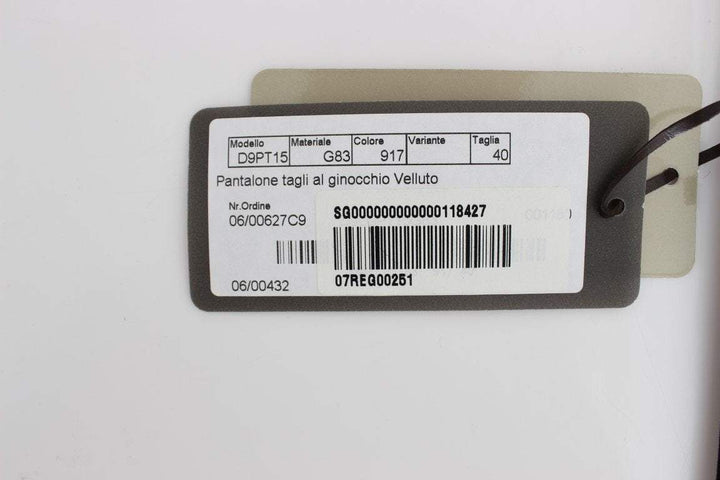 Modello Materiale Colore Variante Taglia
D9PT15 G83 917 40
Pantalone tagli al ginocchio Velluto
Nr.Ordine
06/00627C9
SG000000000000118427
06/00432
07REG00251